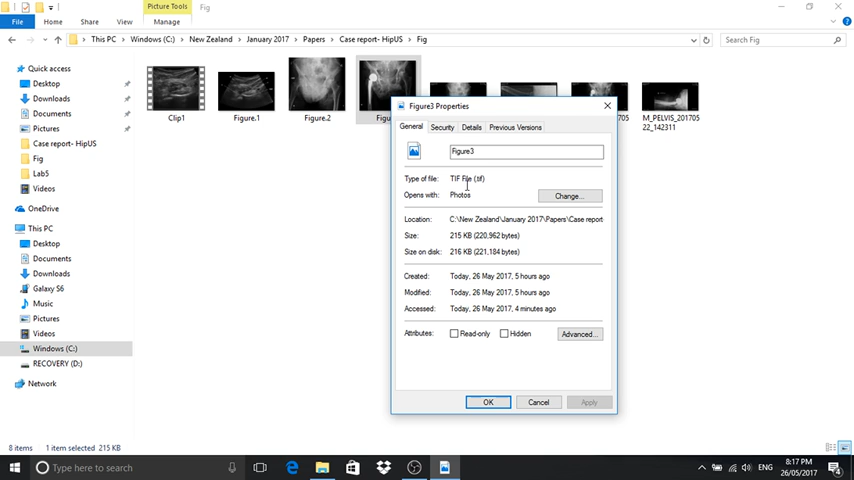 Picture Tools
Fig
File
Home
Share
View
Manage
This PC
Windows (C:)
New Zealand
January 2017
Papers
Case report- HipUS
Fig
Search Fig
Quick access
Desktop
Downloads
Documents
Pictures
Case report- HipUS
Fig
Lab5
Videos
OneDrive
This PC
Desktop
Documents
Downloads
Galaxy S6
Music
Pictures
Videos
Windows (C:)
RECOVERY (D:)
Network
Clip1
Figure.1
Figure.2
Figu
M_PELVIS_201705
22_142311
Figure3 Properties
General
Security
Details
Previous Versions
Figure3
Type of file:
TIF File (.tif)
Opens with:
Photos
Change...
Location:
C:\New Zealand\January 2017\Papers\Case report
Size:
215 KB (220,962 bytes)
Size on disk:
216 KB (221,184 bytes)
Created:
Today, 26 May 2017, 5 hours ago
Modified:
Today, 26 May 2017, 5 hours ago
Accessed:
Today, 26 May 2017, 4 minutes ago
Attributes:
Read-only
Hidden
Advanced...
OK
Cancel
Apply
8 items
1 item selected 215 KB
Type here to search
ENG
8:17 PM
26/05/2017
4